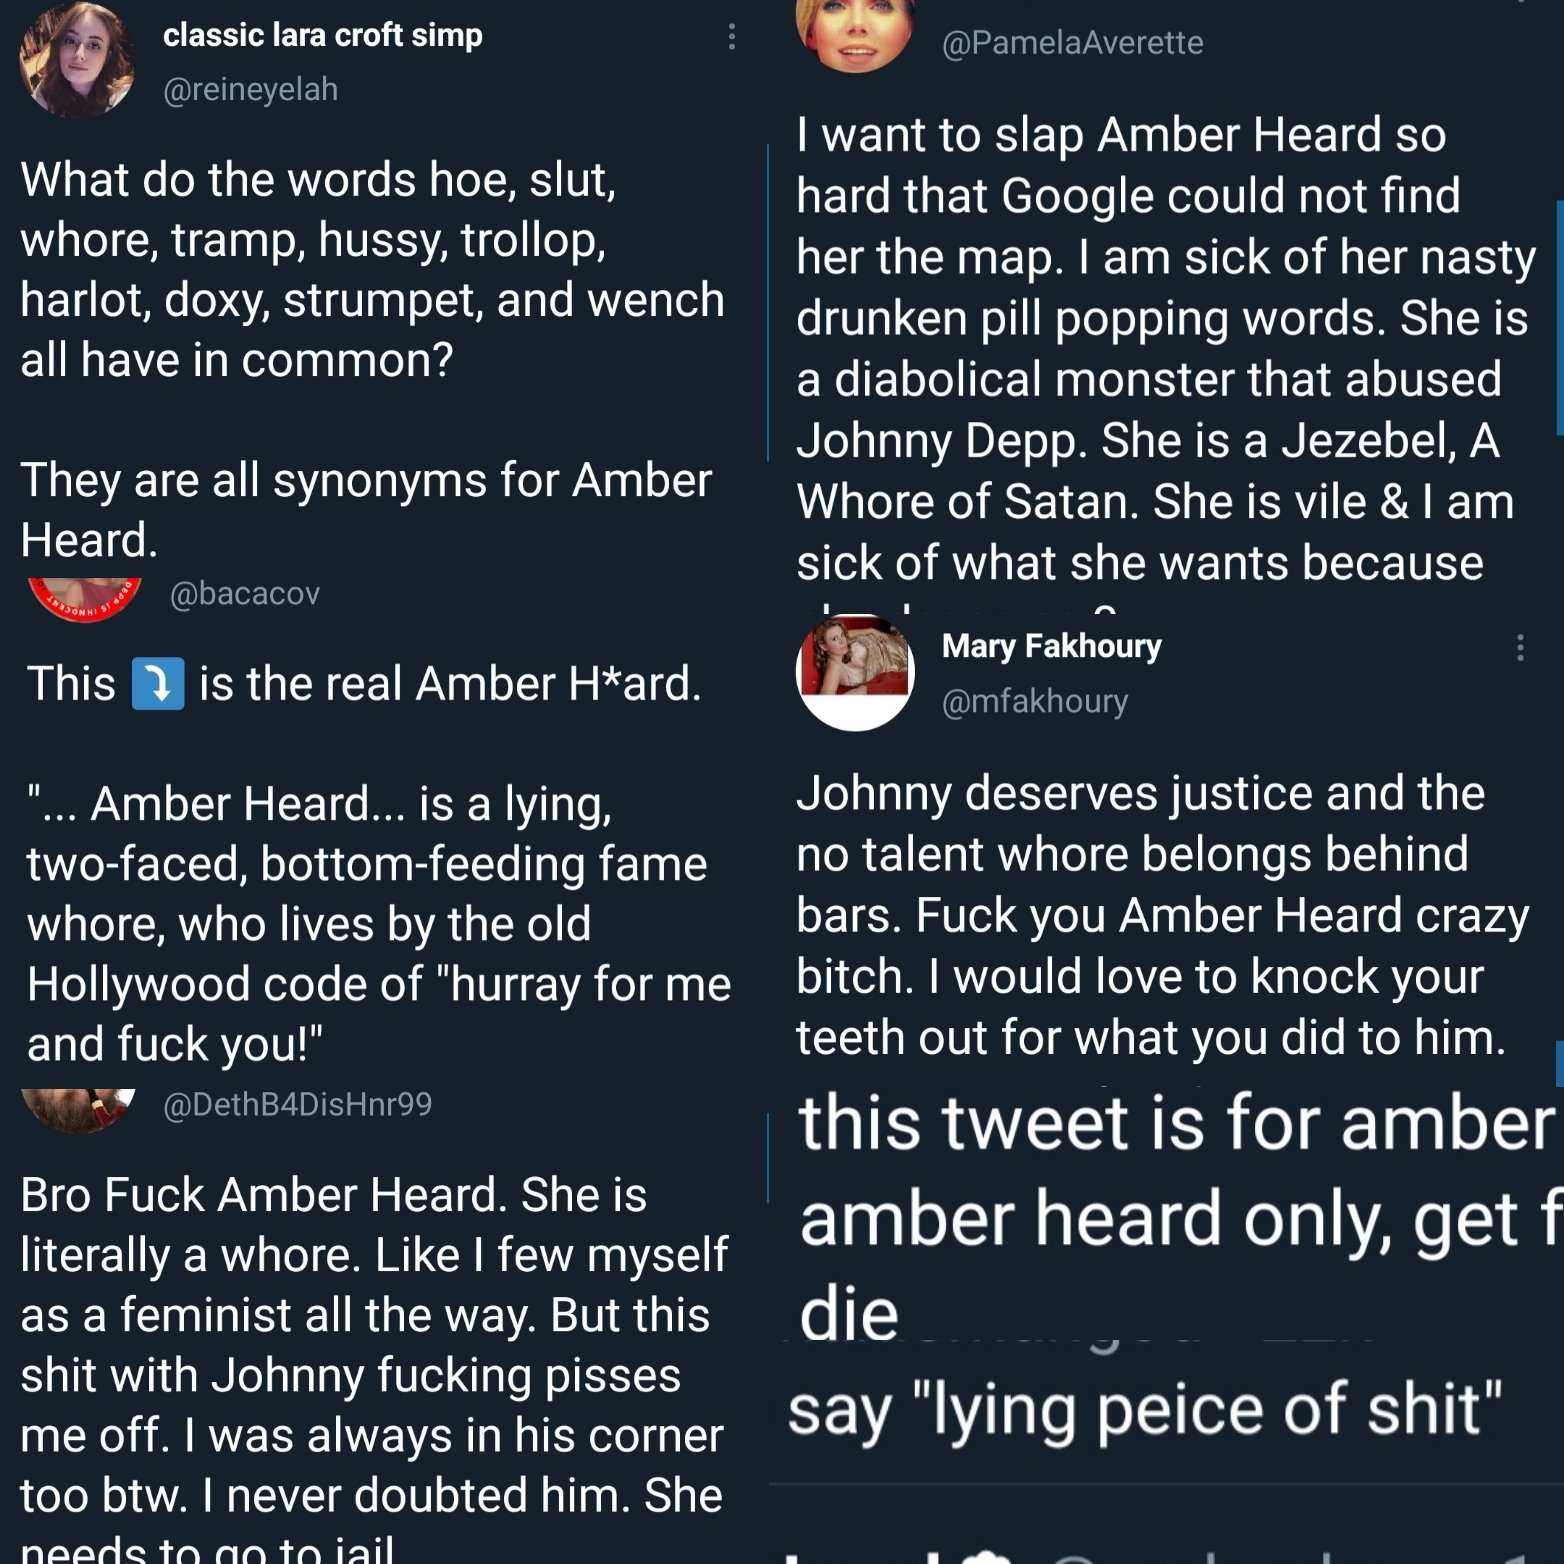 classic lara croft simp
@reineyelah
What do the words hoe, slut,
whore, tramp, hussy, trollop,
harlot, doxy, strumpet, and wench
all have in common?
They are all synonyms for Amber
Heard.
@bacacov
This ⤵️ is the real Amber H*ard.
"... Amber Heard... is a lying,
two-faced, bottom-feeding fame
whore, who lives by the old
Hollywood code of "hurray for me
and fuck you!"
@DethB4DisHnr99
Bro Fuck Amber Heard. She is
literally a whore. Like I few myself
as a feminist all the way. But this
shit with Johnny fucking pisses
me off. I was always in his corner
too btw. I never doubted him. She
needs to go to jail
@PamelaAverette
I want to slap Amber Heard so
hard that Google could not find
her the map. I am sick of her nasty
drunken pill popping words. She is
a diabolical monster that abused
Johnny Depp. She is a Jezebel, A
Whore of Satan. She is vile & I am
sick of what she wants because
Mary Fakhoury
@mfakhoury
Johnny deserves justice and the
no talent whore belongs behind
bars. Fuck you Amber Heard crazy
bitch. I would love to knock your
teeth out for what you did to him.
this tweet is for amber
amber heard only, get f
die
say "lying peice of shit"